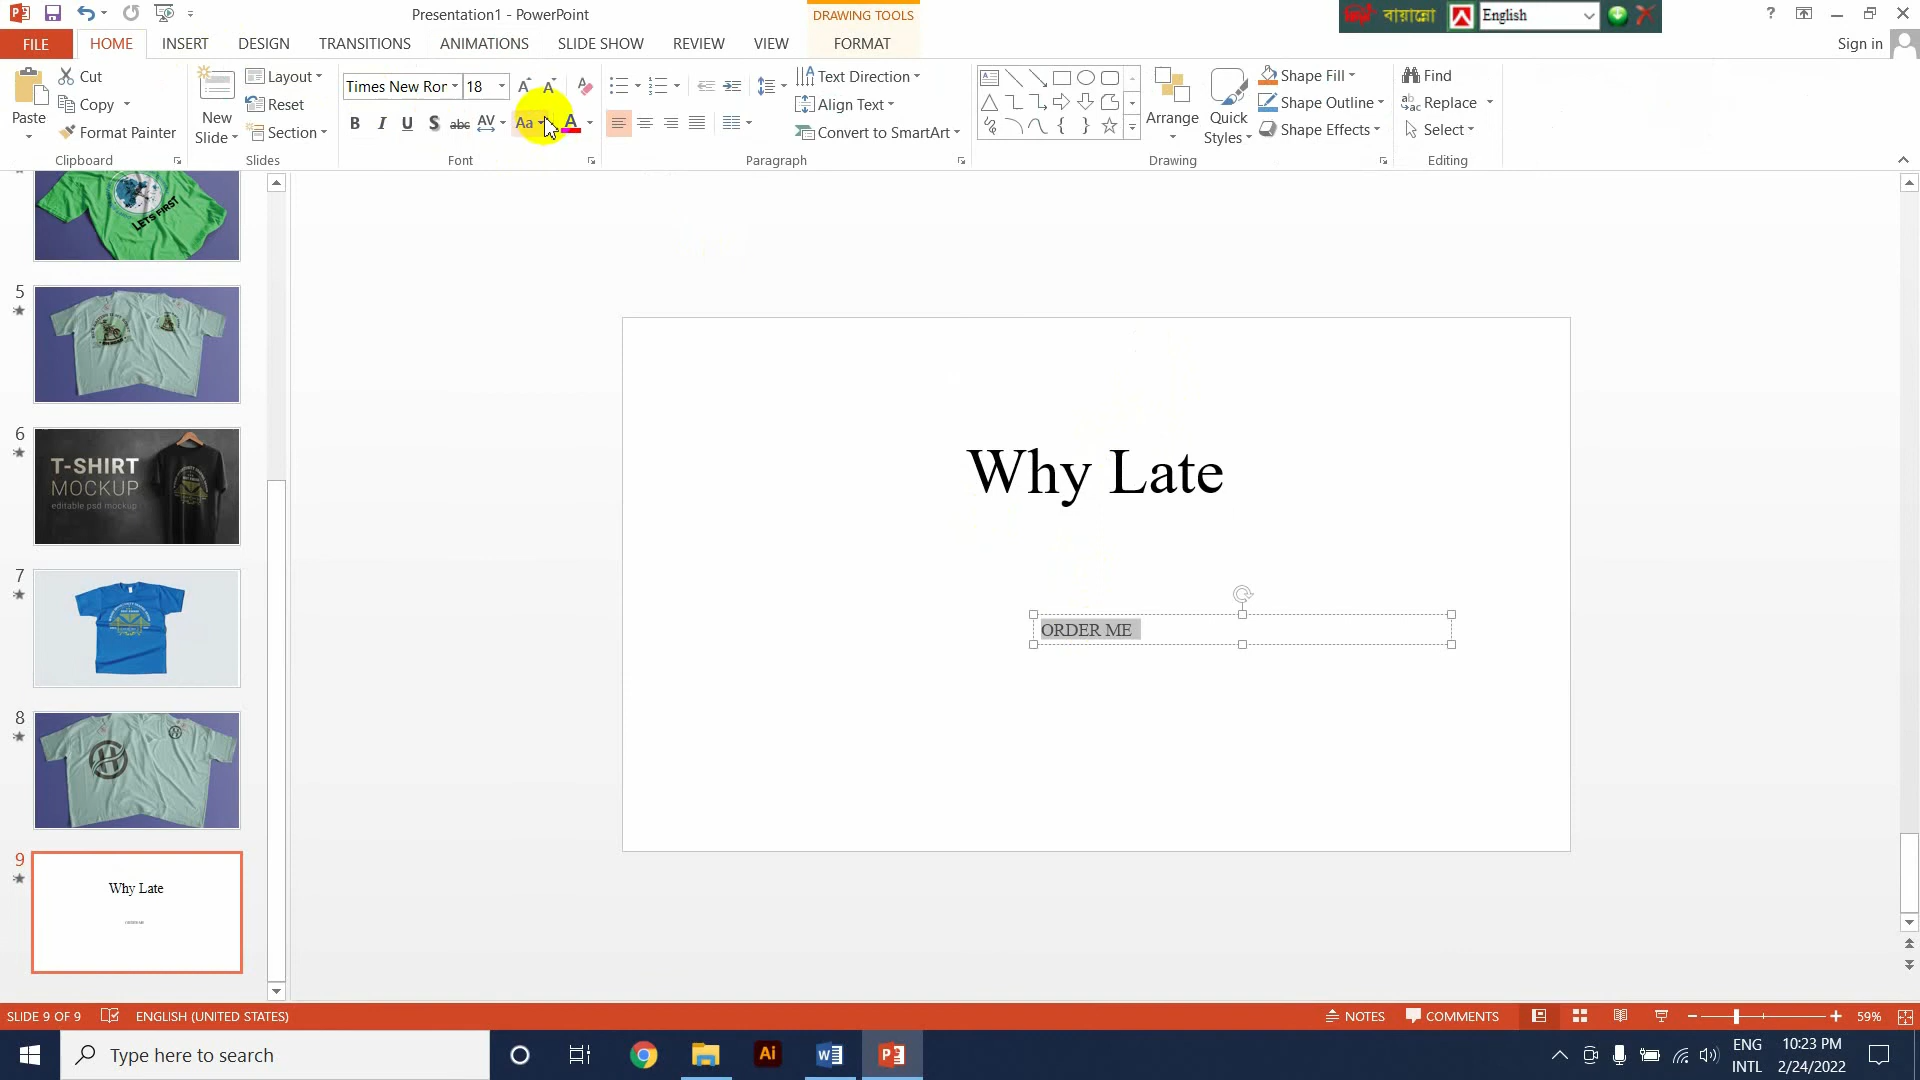 Presentation1 - PowerPoint
DRAWING TOOLS
বায়ান্নো
English
?
FILE
HOME
INSERT
DESIGN
TRANSITIONS
ANIMATIONS
SLIDE SHOW
REVIEW
VIEW
FORMAT
Sign in
Paste
Cut
Copy
Format Painter
Clipboard
New
Slide
Layout
Reset
Section
Slides
Times New Ror
18
B I U S abc AV Aa A
Font
Text Direction
Align Text
Convert to SmartArt
Paragraph
Arrange
Quick
Styles
Shape Fill
Shape Outline
Shape Effects
Drawing
Find
Replace
Select
Editing
LETS FIRST
5
6
T-SHIRT
MOCKUP
editable psd mockup
7
8
9
Why Late
Why Late
ORDER ME
SLIDE 9 OF 9
ENGLISH (UNITED STATES)
NOTES
COMMENTS
59%
Type here to search
Ai
ENG
INTL
10:23 PM
2/24/2022